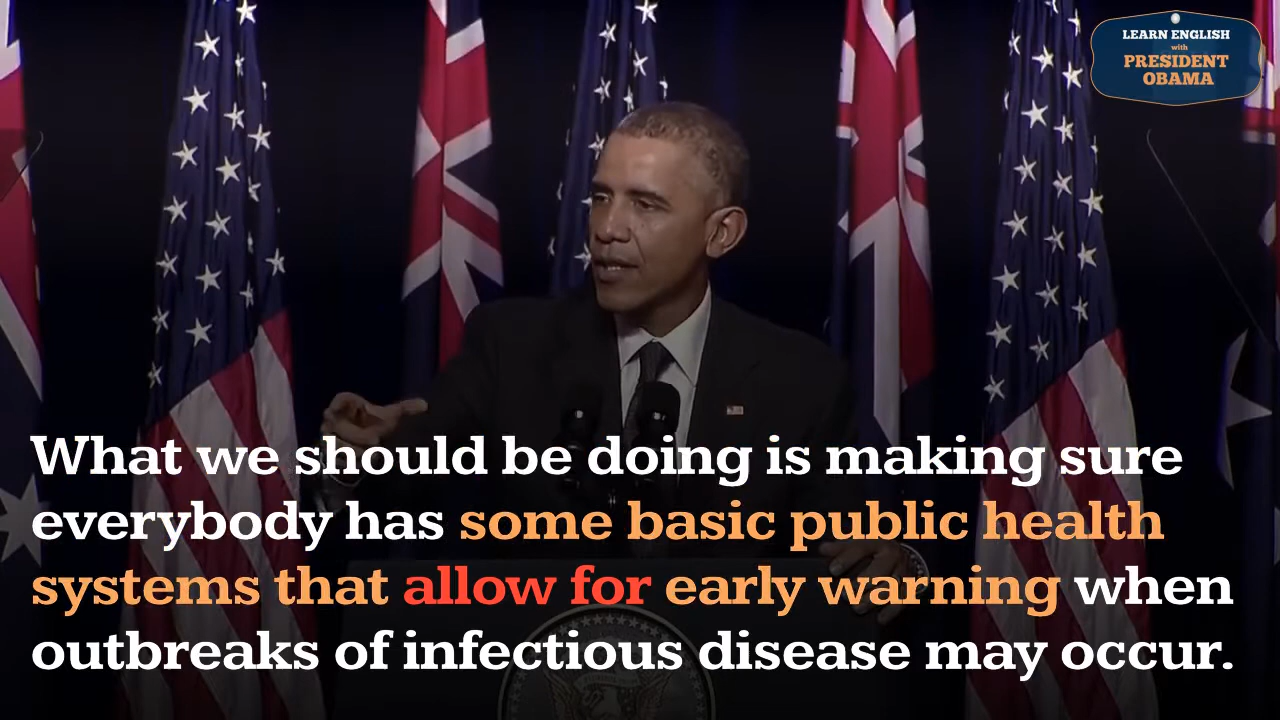 LEARN ENGLISH
with
PRESIDENT
OBAMA
What we should be doing is making sure
everybody has some basic public health
systems that allow for early warning when
outbreaks of infectious disease may occur.